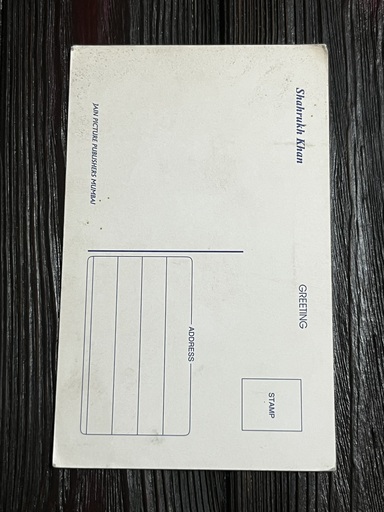 Shahrukh Khan
GREETING
STAMP
ADDRESS
JAIN PICTURE PUBLISHERS MUMBAI